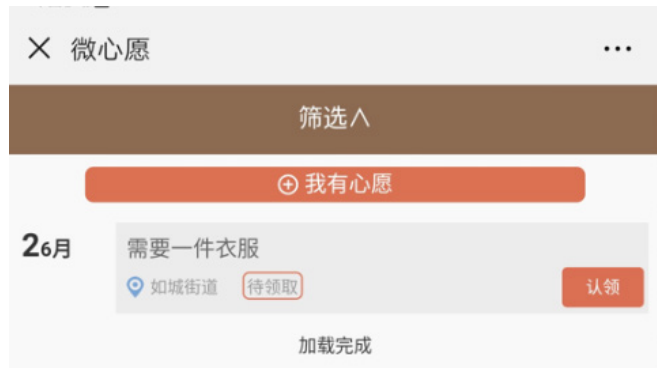 微心愿
筛选
我有心愿
26月
需要一件衣服
如城街道 待领取 认领
加载完成